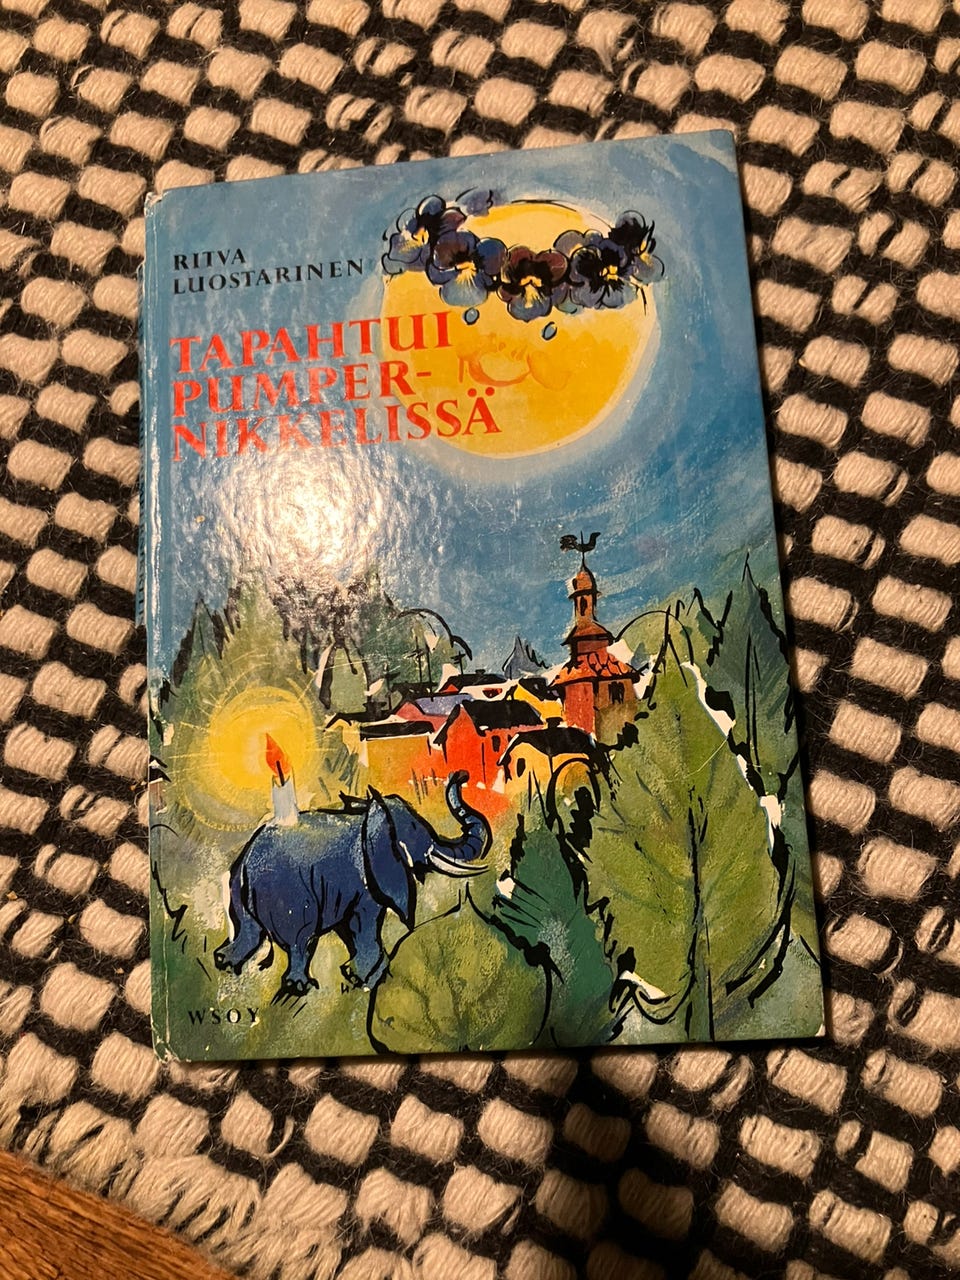 RITVA
LUOSTARINEN
TAPAHTUI
PUMPER-
NIKKELISSÄ
WSOY